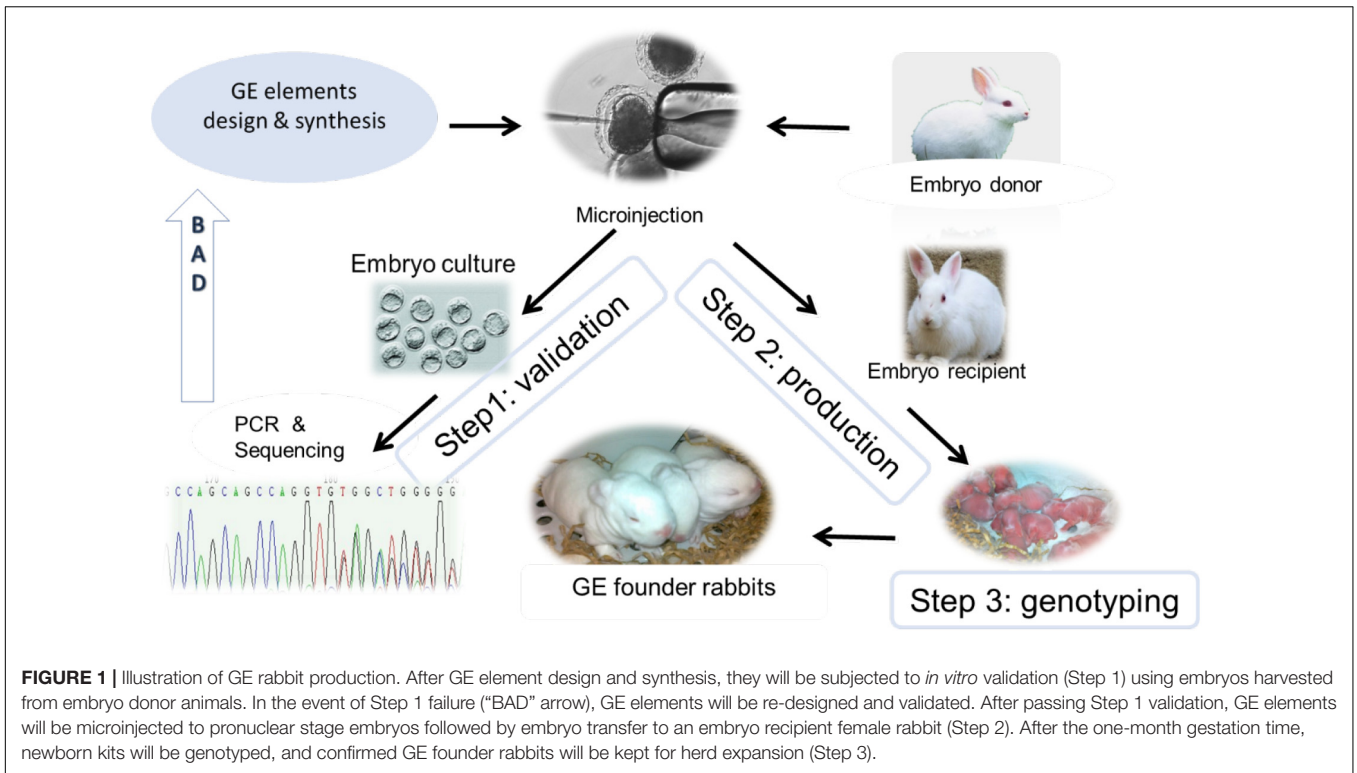 GE elements
design & synthesis
Embryo donor
Microinjection
B
A
D
Embryo culture
Embryo recipient
Step1: validation
Step 2: production
PCR &
Sequencing
CCAGCAGCCAGGTGTGGCTGGGGG
GE founder rabbits
Step 3: genotyping
FIGURE 1 | Illustration of GE rabbit production. After GE element design and synthesis, they will be subjected to in vitro validation (Step 1) using embryos harvested
from embryo donor animals. In the event of Step 1 failure (“BAD” arrow), GE elements will be re-designed and validated. After passing Step 1 validation, GE elements
will be microinjected to pronuclear stage embryos followed by embryo transfer to an embryo recipient female rabbit (Step 2). After the one-month gestation time,
newborn kits will be genotyped, and confirmed GE founder rabbits will be kept for herd expansion (Step 3).